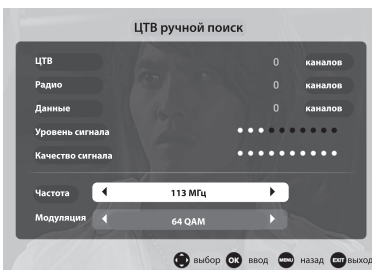 ЦТВ ручной поиск
ЦТВ 0 каналов
Радио 0 каналов
Данные 0 каналов
Уровень сигнала
Качество сигнала
Частота 113 МГц
Модуляция 64 QAM
выбор OK ввод MENU назад EXIT выход